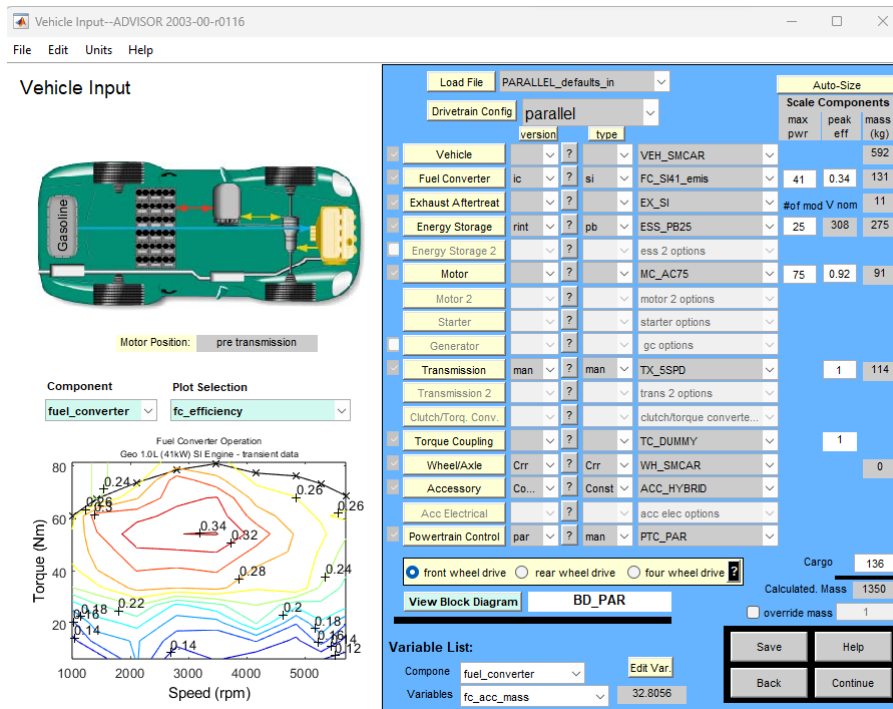 Vehicle Input--ADVISOR 2003-00-r0116
File Edit Units Help
Vehicle Input
Gasoline
Motor Position: pre transmission
Component Plot Selection
fuel_converter fc_efficiency
Fuel Converter Operation
Geo 1.0L (41kW) SI Engine - transient data
Torque (Nm)
80
60
40
20
0.24
0.26
0.3
0.26
0.26
0.34
0.32
0.28
0.24
0.22
0.2
0.18
0.16
0.14
0.18
0.16
0.14
0.12
0.14
1000 2000 3000 4000 5000
Speed (rpm)
Load File PARALLEL_defaults_in
Auto-Size
Drivetrain Config parallel
Scale Components
version type
max pwr peak eff mass (kg)
Vehicle ? VEH_SMCAR 592
Fuel Converter ic ? si FC_SI41_emis 41 0.34 131
Exhaust Aftertreat ? EX_SI #of mod V nom 11
Energy Storage rint ? pb ESS_PB25 25 308 275
Energy Storage 2 ? ess 2 options
Motor ? MC_AC75 75 0.92 91
Motor 2 ? motor 2 options
Starter ? starter options
Generator ? gc options
Transmission man ? man TX_5SPD 1 114
Transmission 2 ? trans 2 options
Clutch/Torq. Conv. ? clutch/torque converte...
Torque Coupling ? TC_DUMMY 1
Wheel/Axle Crr ? Crr WH_SMCAR 0
Accessory Co... ? Const ACC_HYBRID
Acc Electrical ? acc elec options
Powertrain Control par ? man PTC_PAR
front wheel drive rear wheel drive four wheel drive ?
Cargo 136
Calculated. Mass 1350
View Block Diagram BD_PAR
override mass 1
Variable List:
Compone fuel_converter Edit Var.
Variables fc_acc_mass 32.8056
Save Help
Back Continue